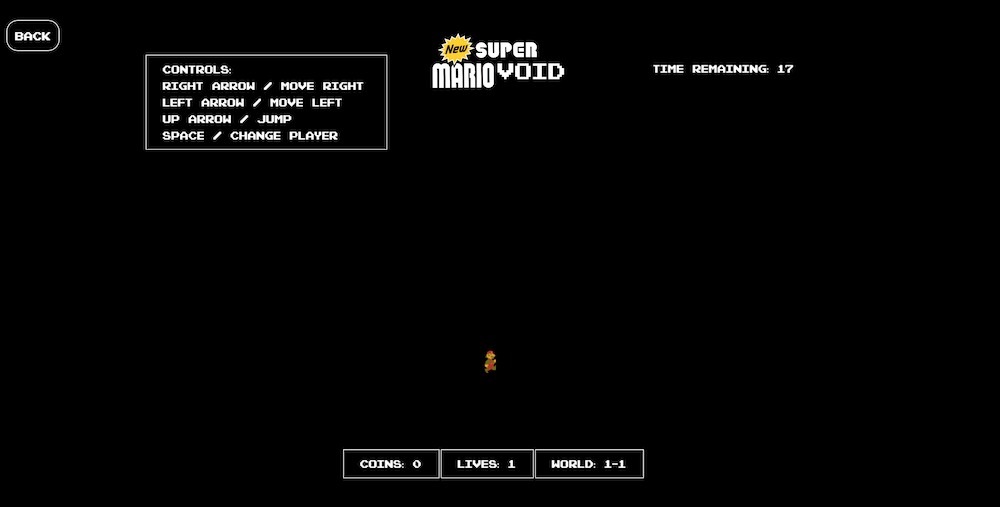 BACK
CONTROLS:
RIGHT ARROW / MOVE RIGHT
LEFT ARROW / MOVE LEFT
UP ARROW / JUMP
SPACE / CHANGE PLAYER
New SUPER
MARIO VOID
TIME REMAINING: 17
COINS: 0
LIVES: 1
WORLD: 1-1